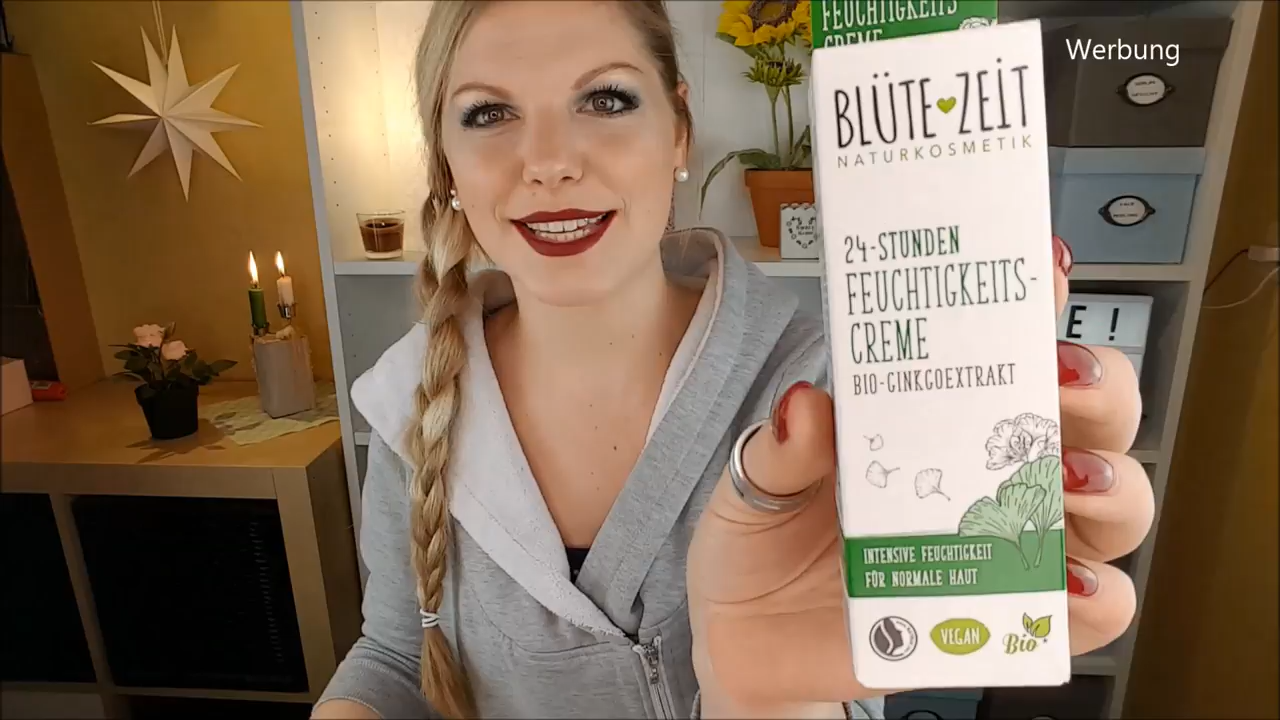 FEUCHTIGKEITS
CREME
Werbung
BLÜTE ZEIT
NATURKOSMETIK
24-STUNDEN
FEUCHTIGKEITS-
CREME
BIO-GINKGOEXTRAKT
E!
INTENSIVE FEUCHTIGKEIT
FÜR NORMALE HAUT
VEGAN
Bio